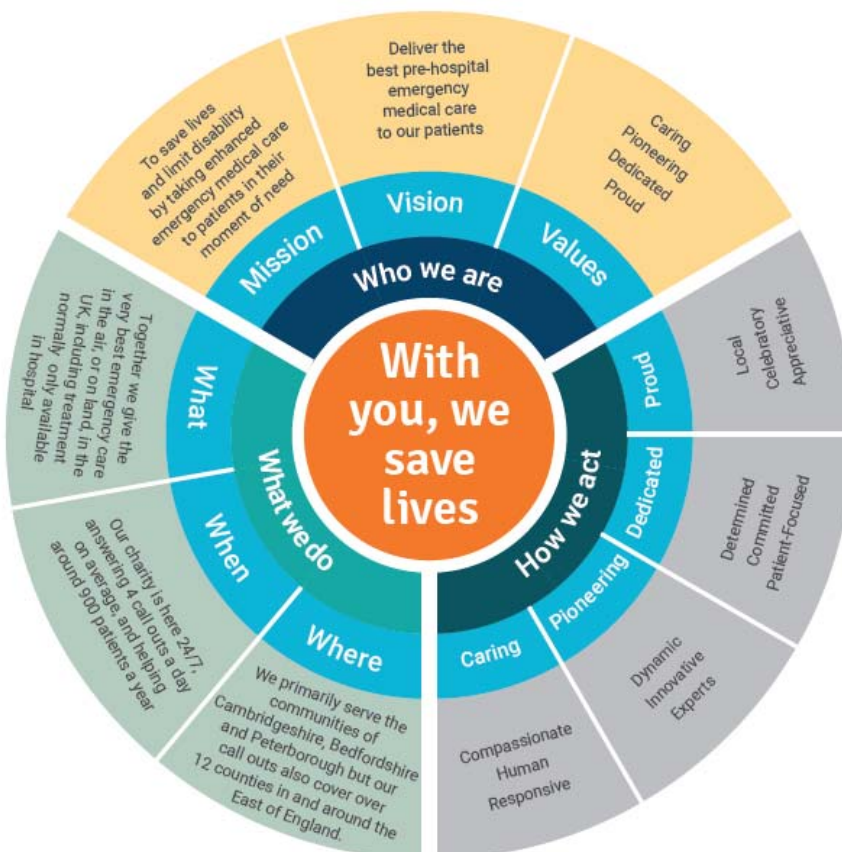 With
you, we
save
lives
Who we are
Mission
To save lives
and limit disability
by taking enhanced
emergency medical care
to patients in their
moment of need
Vision
Deliver the
best pre-hospital
emergency
medical care
to our patients
Values
Caring
Pioneering
Dedicated
Proud
How we act
Proud
Local
Celebratory
Appreciative
Dedicated
Determined
Committed
Patient-Focused
Pioneering
Dynamic
Innovative
Experts
Caring
Compassionate
Human
Responsive
What we do
What
Together we give the
very best emergency care
in the air, or on land, in the
UK, including treatment
normally only available
in hospital
When
Our charity is here 24/7,
answering 4 call outs a day
on average, and helping
around 900 patients a year
Where
We primarily serve the
communities of
Cambridgeshire, Bedfordshire
and Peterborough but our
call outs also cover over
12 counties in and around the
East of England.